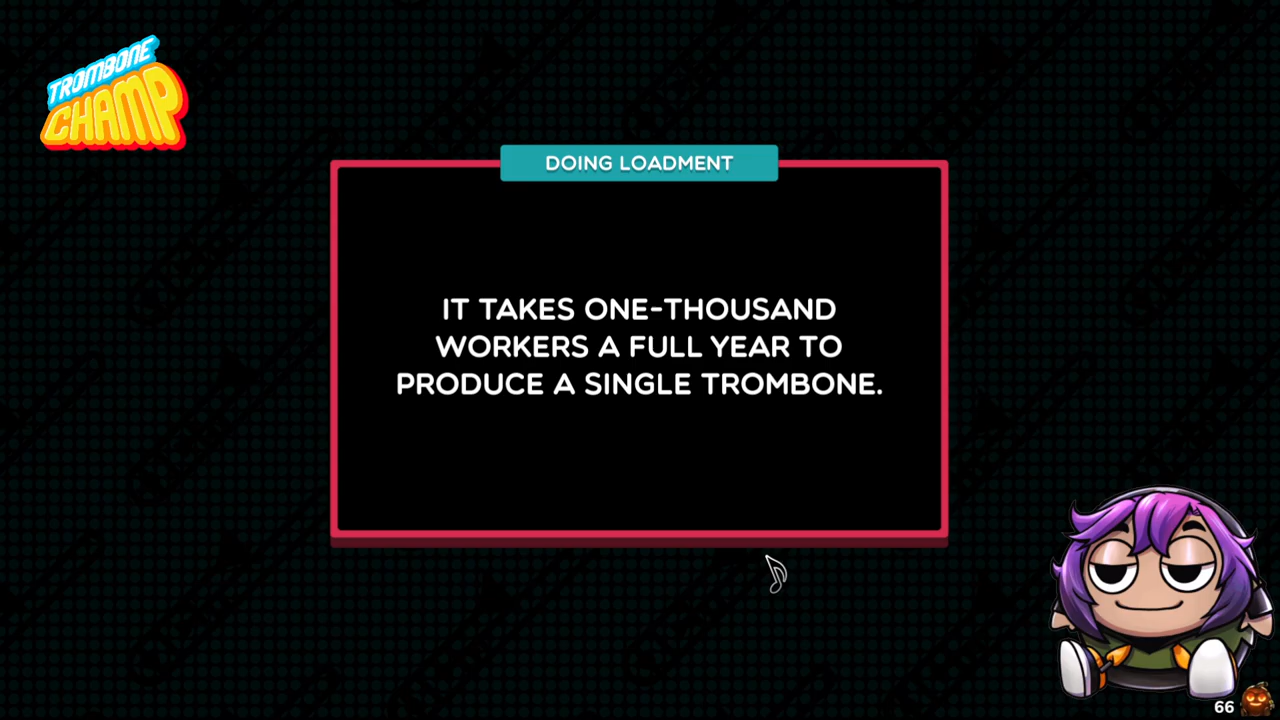 TROMBONE
CHAMP
DOING LOADMENT
IT TAKES ONE-THOUSAND
WORKERS A FULL YEAR TO
PRODUCE A SINGLE TROMBONE.
66